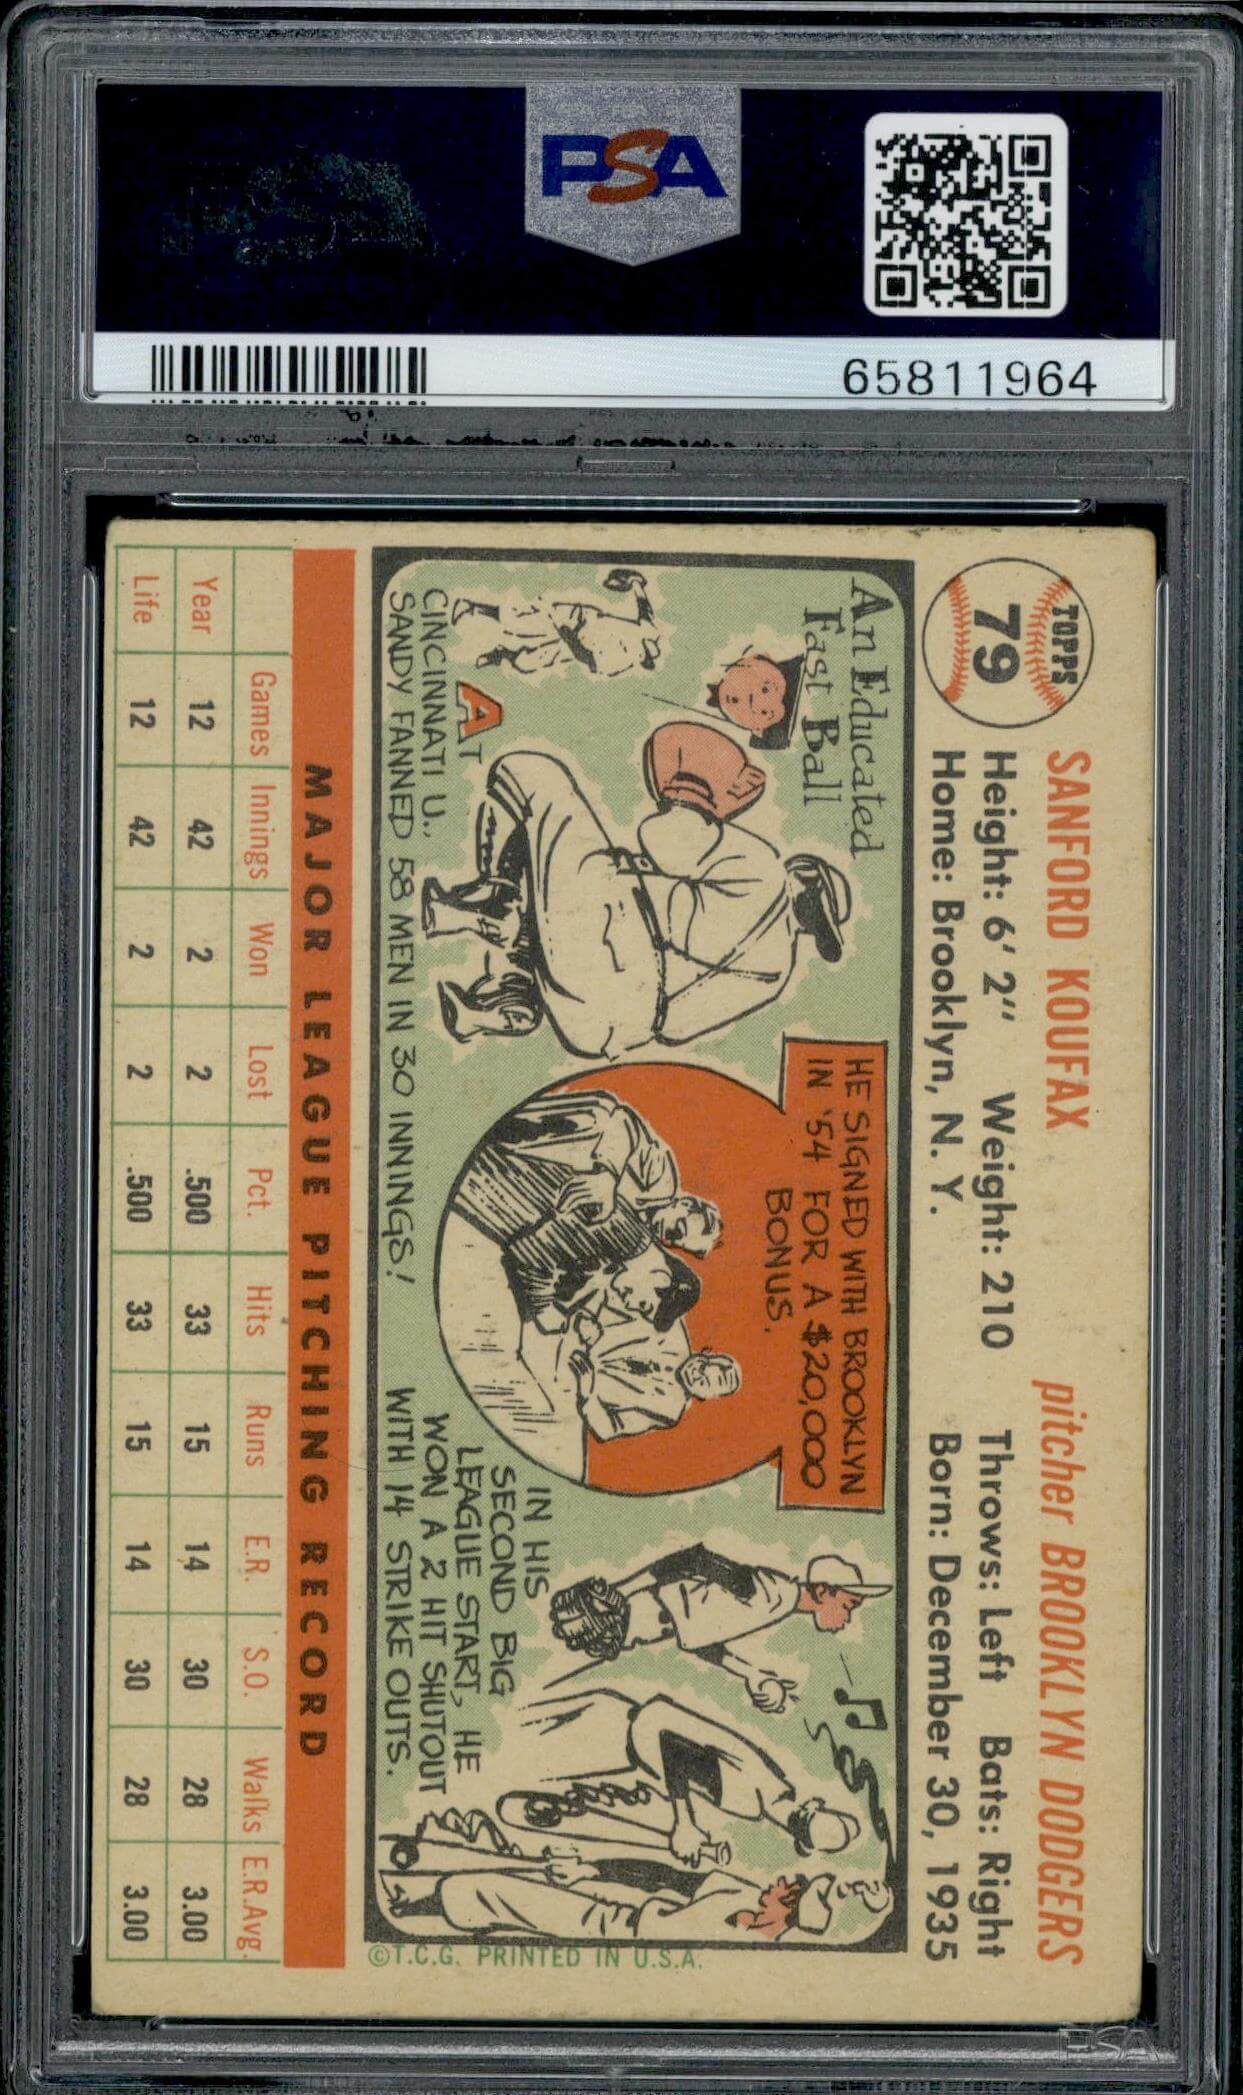 PSA
65811964
TOPPS
79
SANFORD KOUFAX
pitcher BROOKLYN DODGERS
Height: 6' 2" Weight: 210 Throws: Left Bats: Right
Home: Brooklyn, N. Y. Born: December 30, 1935
An Educated
Fast Ball
AT
CINCINNATI U.,
SANDY FANNED 58 MEN IN 30 INNINGS!
HE SIGNED WITH BROOKLYN
IN '54 FOR A $20,000
BONUS.
IN HIS
SECOND BIG
LEAGUE START, HE
WON A 2 HIT SHUTOUT
WITH 14 STRIKE OUTS.
©T.C.G. PRINTED IN U.S.A.
MAJOR LEAGUE PITCHING RECORD
Games Innings Won Lost Pct. Hits Runs E.R. S.O. Walks E.R.Avg.
Year 12 42 2 2 .500 33 15 14 30 28 3.00
Life 12 42 2 2 .500 33 15 14 30 28 3.00
PSA